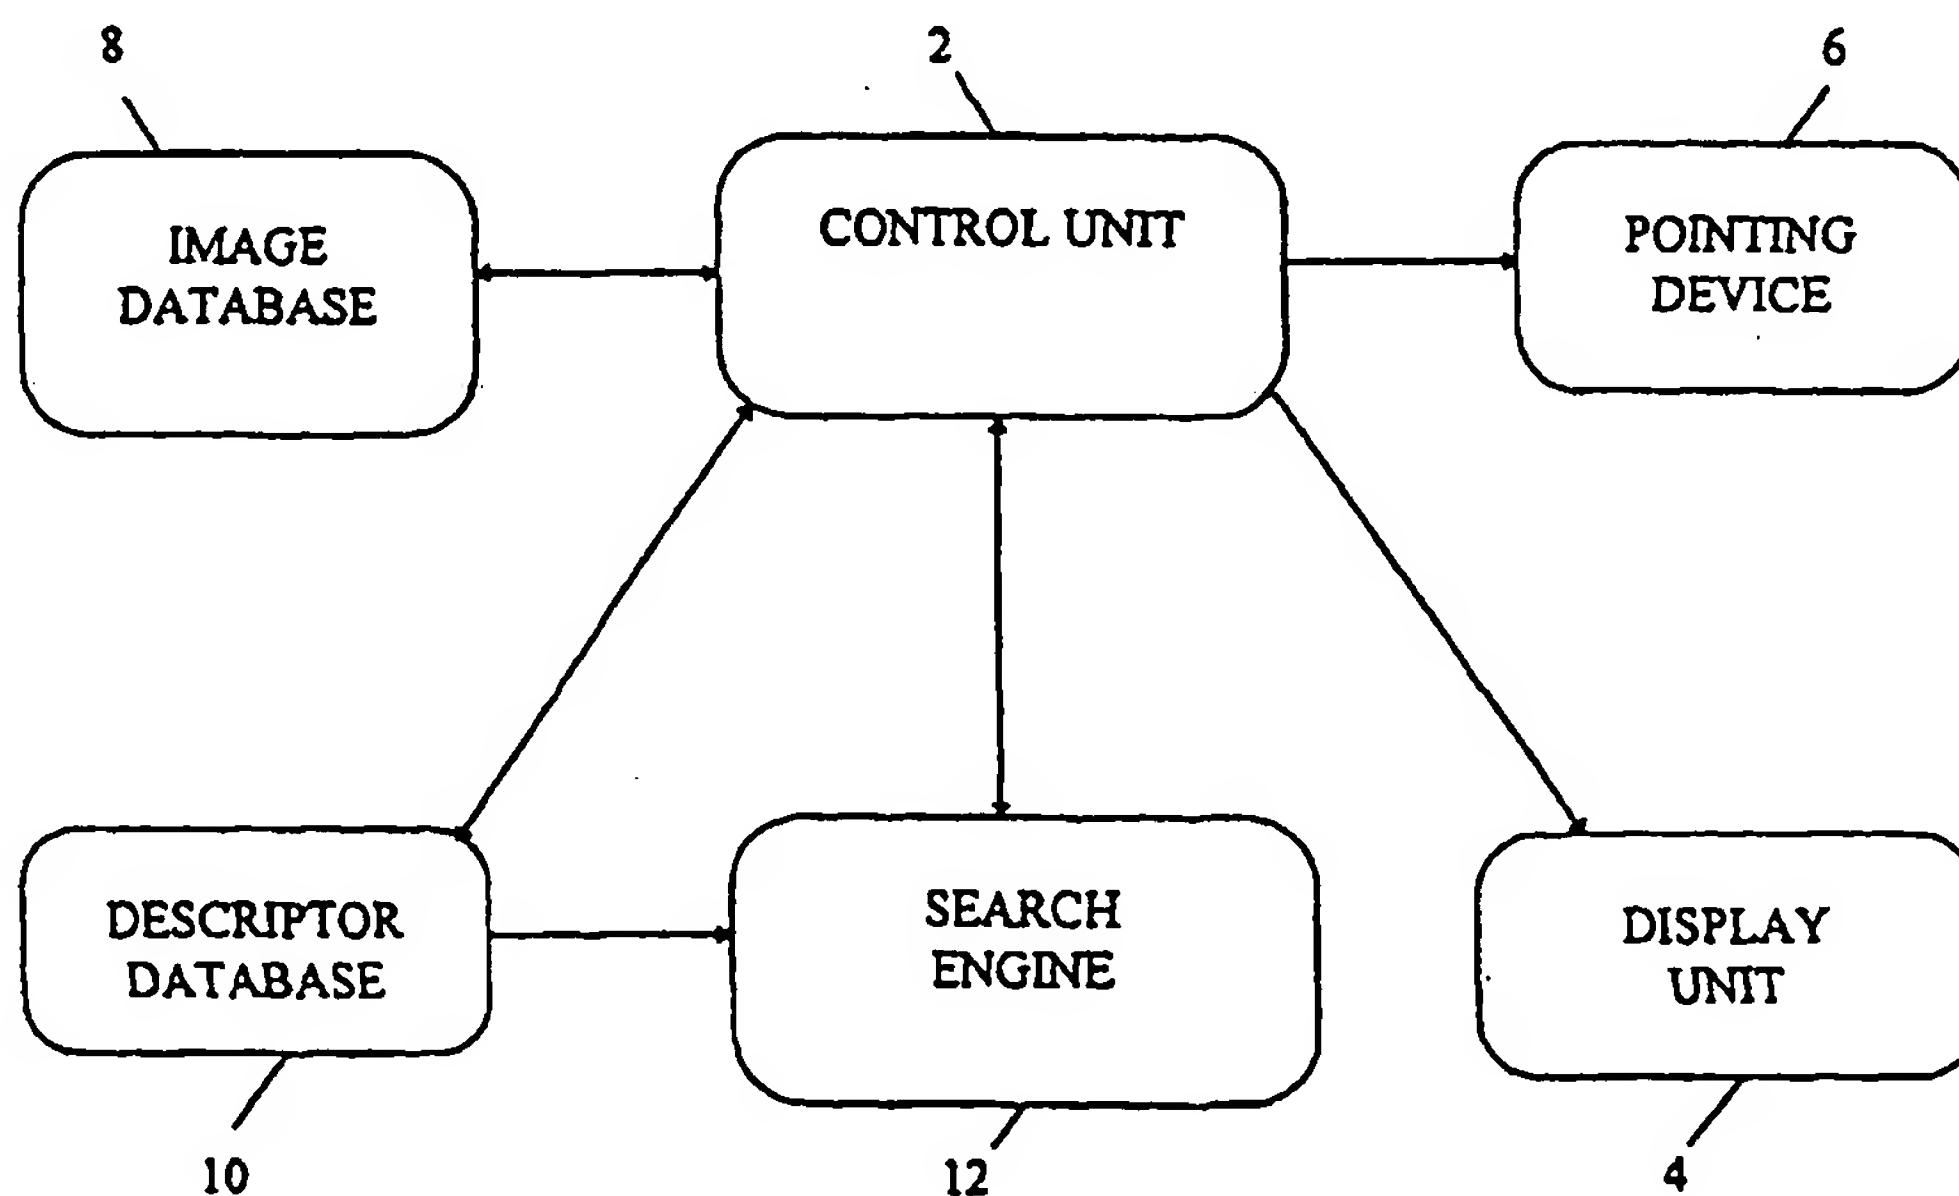 8
2
6
IMAGE
DATABASE
CONTROL UNIT
POINTING
DEVICE
DESCRIPTOR
DATABASE
SEARCH
ENGINE
DISPLAY
UNIT
10
12
4